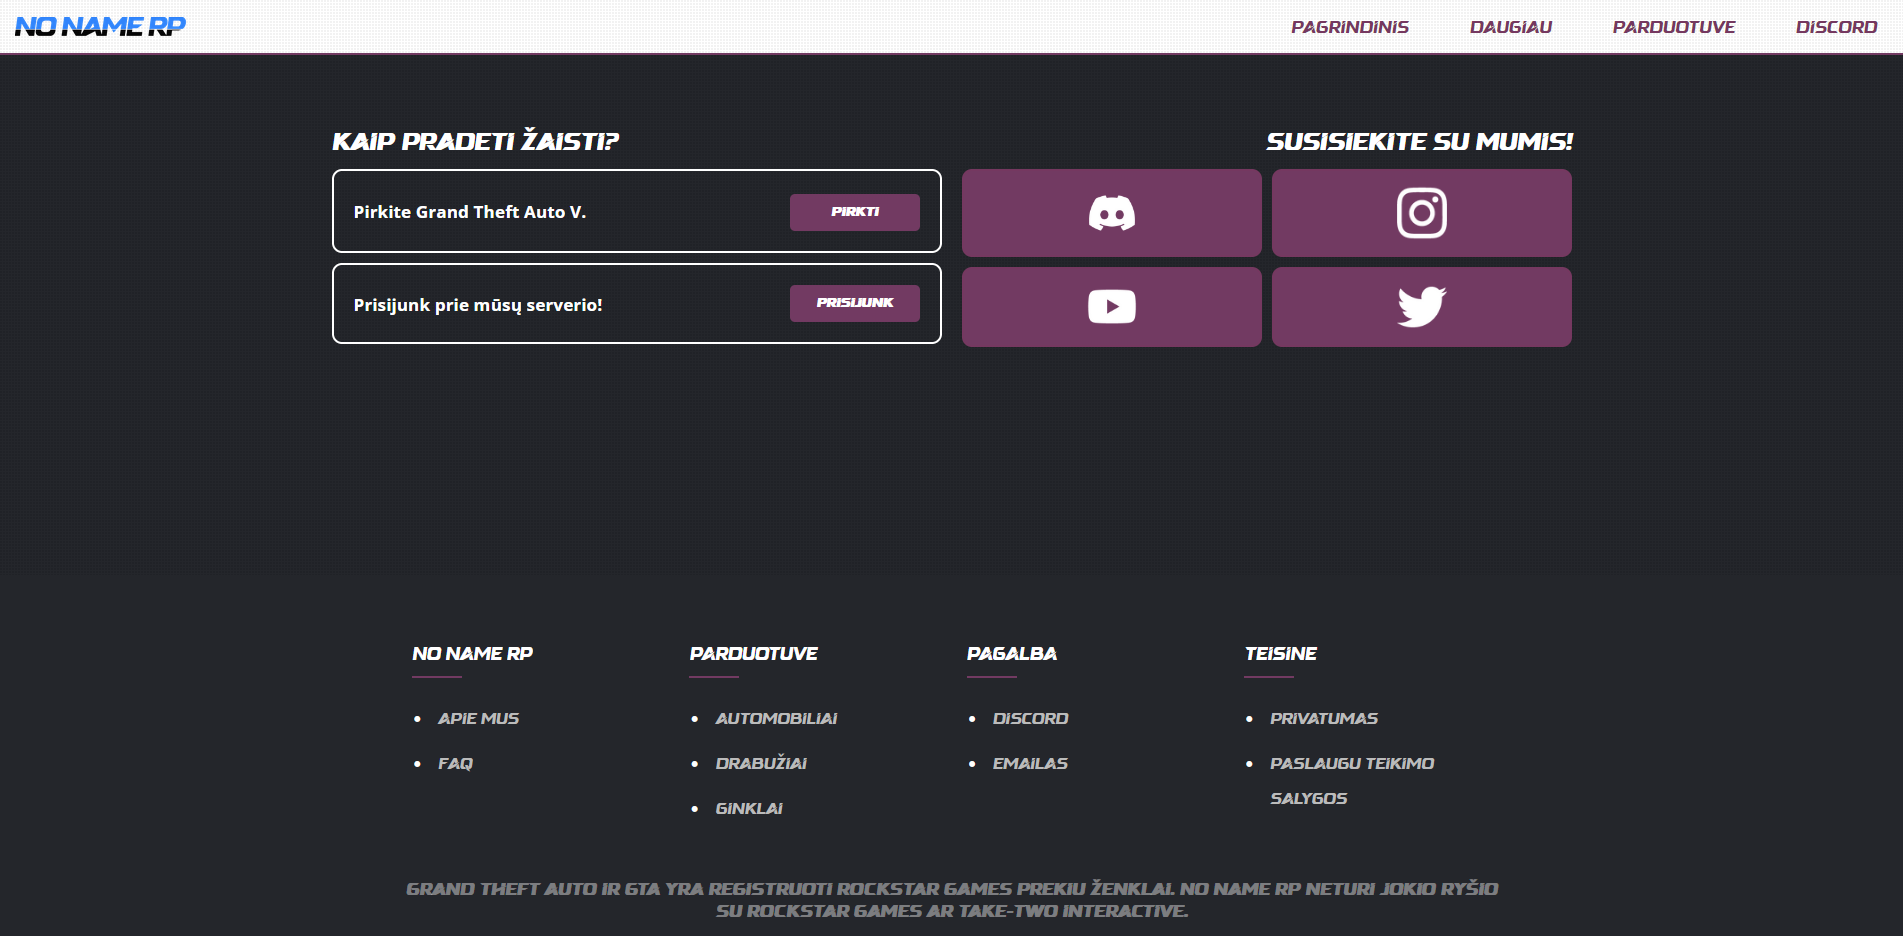 NO NAME RP
PAGRINDINIS DAUGIAU PARDUOTUVE DISCORD
KAIP PRADETI ŽAISTI?
Pirkite Grand Theft Auto V. PIRKTI
Prisijunk prie mūsų serverio! PRISIJUNK
SUSISIEKITE SU MUMIS!
NO NAME RP
APIE MUS
FAQ
PARDUOTUVE
AUTOMOBILIAI
DRABUŽIAI
GINKLAI
PAGALBA
DISCORD
EMAILAS
TEISINE
PRIVATUMAS
PASLAUGU TEIKIMO
SALYGOS
GRAND THEFT AUTO IR GTA YRA REGISTRUOTI ROCKSTAR GAMES PREKIU ŽENKLAI. NO NAME RP NETURI JOKIO RYŠIO
SU ROCKSTAR GAMES AR TAKE-TWO INTERACTIVE.